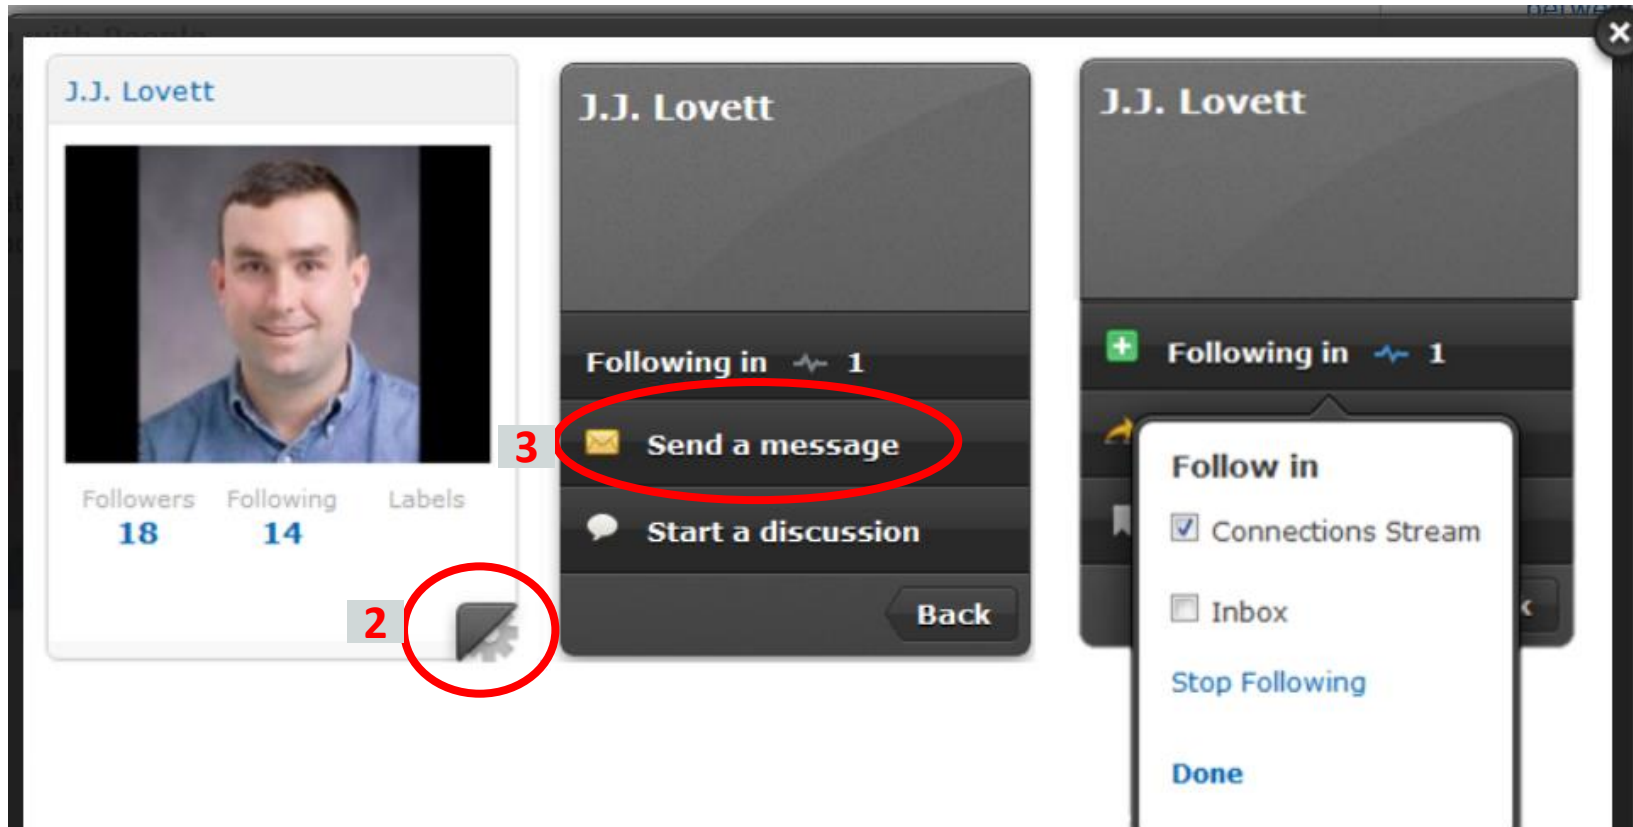 J.J. Lovett
Followers Following Labels
18 14
2
J.J. Lovett
Following in 1
3 Send a message
Start a discussion
Back
J.J. Lovett
Following in 1
Follow in
Connections Stream
Inbox
Stop Following
Done